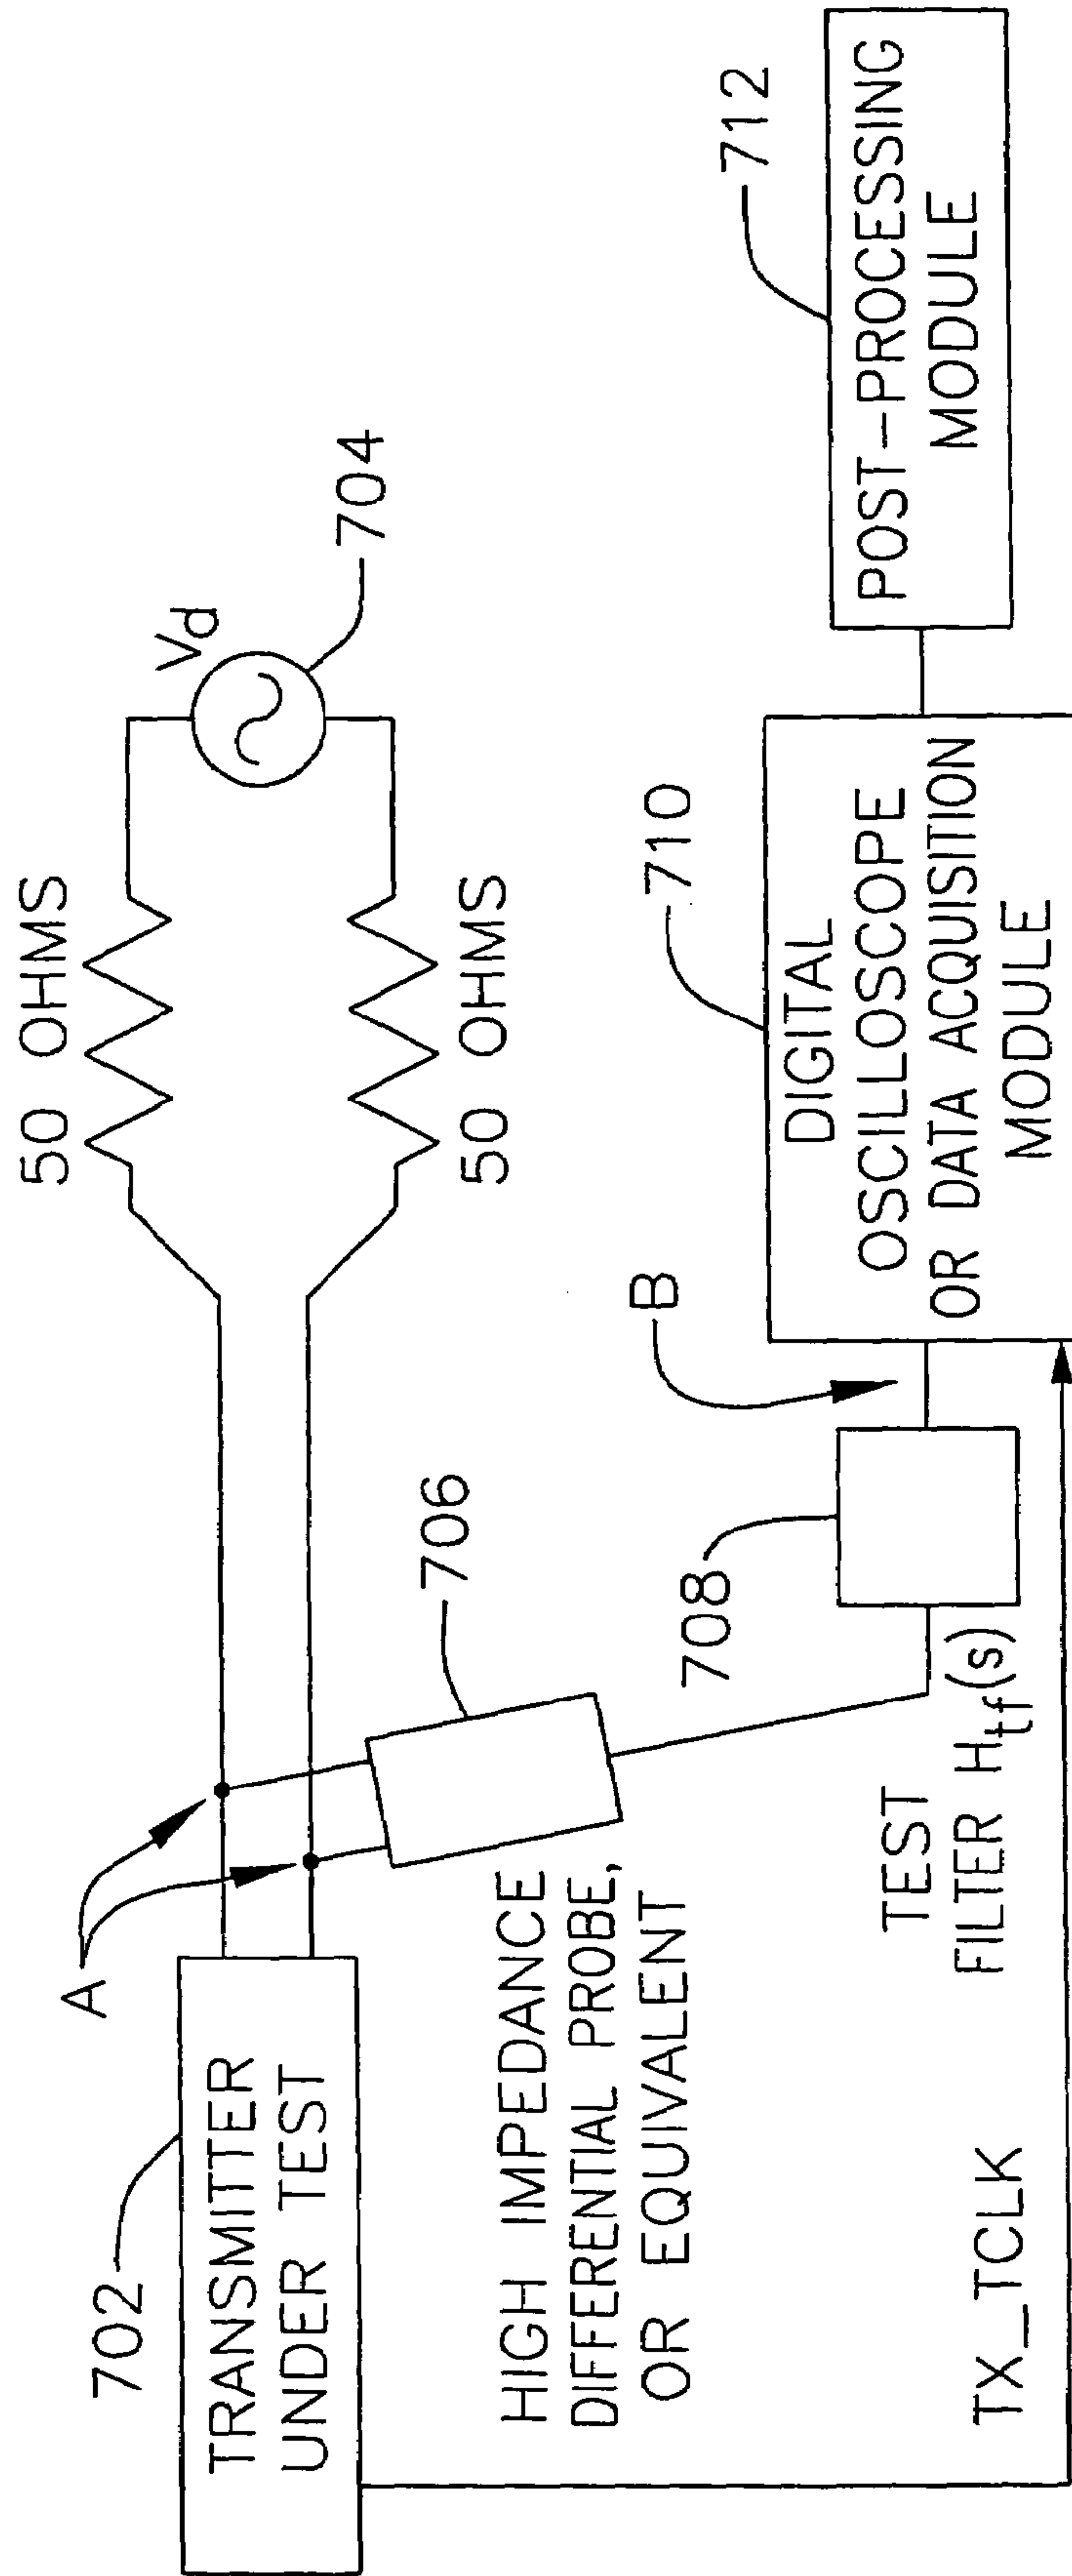 50 OHMS
Vd
704
50 OHMS
A
702
TRANSMITTER
UNDER TEST
706
HIGH IMPEDANCE
DIFFERENTIAL PROBE,
OR EQUIVALENT
B
710
712
708
TEST
FILTER Htf(s)
DIGITAL
OSCILLOSCOPE
OR DATA ACQUISITION
MODULE
POST-PROCESSING
MODULE
TX_TCLK